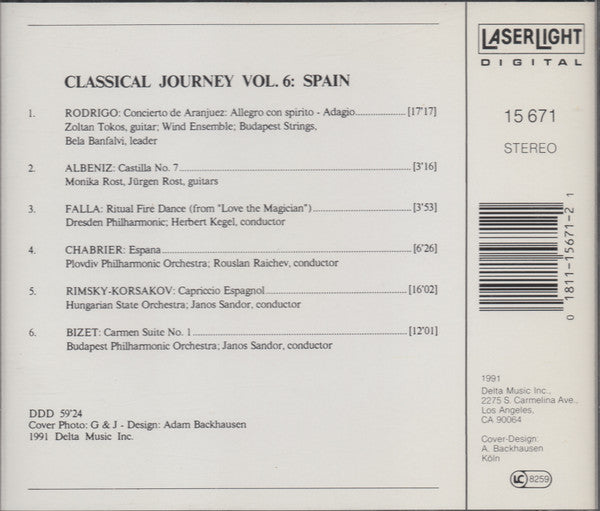 CLASSICAL JOURNEY VOL. 6: SPAIN
1. RODRIGO: Concierto de Aranjuez: Allegro con spirito - Adagio....................[17'17]
Zoltan Tokos, guitar; Wind Ensemble; Budapest Strings,
Bela Banfalvi, leader
2. ALBENIZ: Castilla No. 7....................[3'16]
Monika Rost, Jürgen Rost, guitars
3. FALLA: Ritual Fire Dance (from "Love the Magician")....................[3'53]
Dresden Philharmonic; Herbert Kegel, conductor
4. CHABRIER: Espana....................[6'26]
Plovdiv Philharmonic Orchestra; Rouslan Raichev, conductor
5. RIMSKY-KORSAKOV: Capriccio Espagnol....................[16'02]
Hungarian State Orchestra; Janos Sandor, conductor
6. BIZET: Carmen Suite No. 1....................[12'01]
Budapest Philharmonic Orchestra; Janos Sandor, conductor
DDD 59'24
Cover Photo: G & J - Design: Adam Backhausen
1991 Delta Music Inc.
LASERLIGHT
DIGITAL
15 671
STEREO
0 1811-15671-2 1
1991
Delta Music Inc.,
2275 S. Carmelina Ave.,
Los Angeles,
CA 90064
Cover-Design:
A. Backhausen
Köln
LC 8259